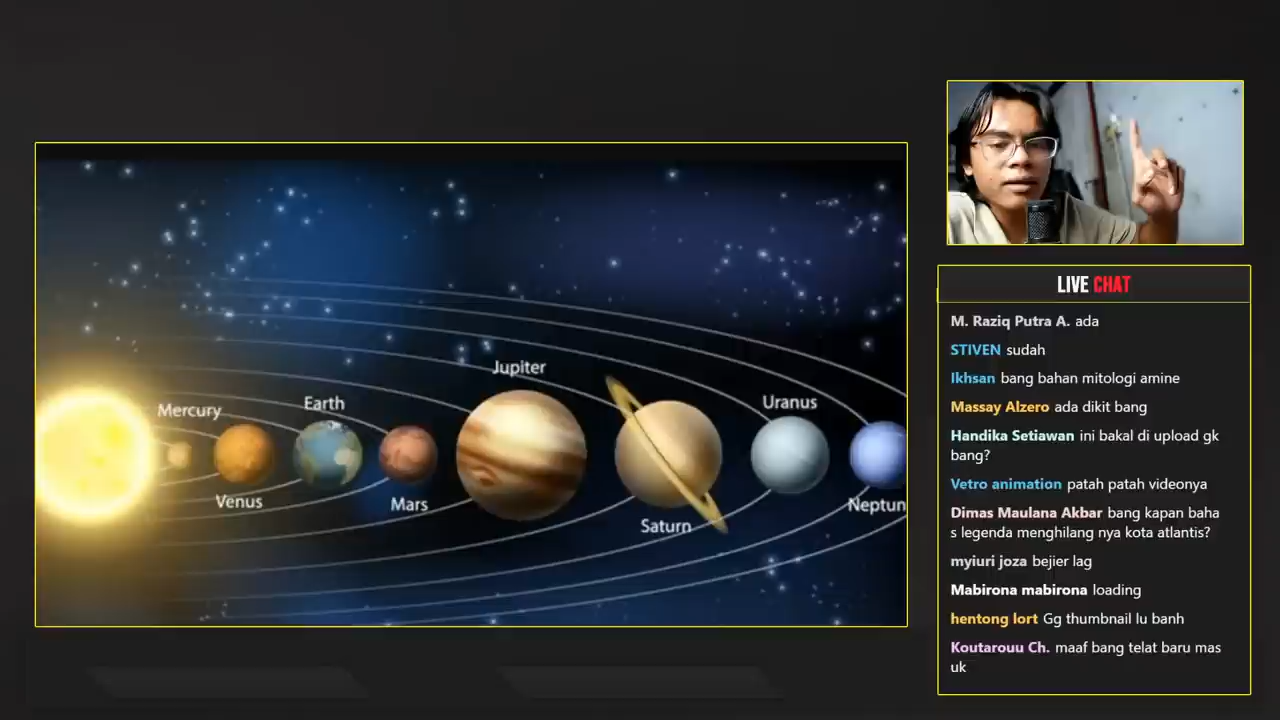 Jupiter
Mercury
Earth
Uranus
Venus
Mars
Saturn
Neptun
LIVE CHAT
M. Raziq Putra A. ada
STIVEN sudah
Ikhsan bang bahan mitologi amine
Massay Alzero ada dikit bang
Handika Setiawan ini bakal di upload gk
bang?
Vetro animation patah patah videonya
Dimas Maulana Akbar bang kapan baha
s legenda menghilang nya kota atlantis?
myiuri joza bejier lag
Mabirona mabirona loading
hentong lort Gg thumbnail lu banh
Koutarouu Ch. maaf bang telat baru mas
uk